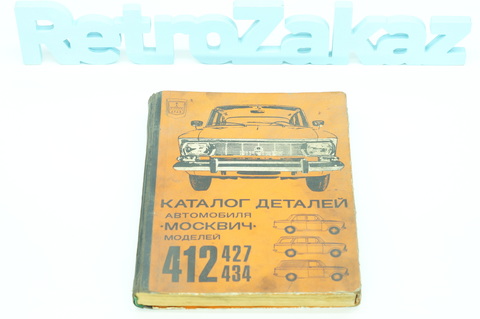 RetroZakaz
КАТАЛОГ ДЕТАЛЕЙ
АВТОМОБИЛЯ
«МОСКВИЧ»
МОДЕЛЕЙ
412 427
434